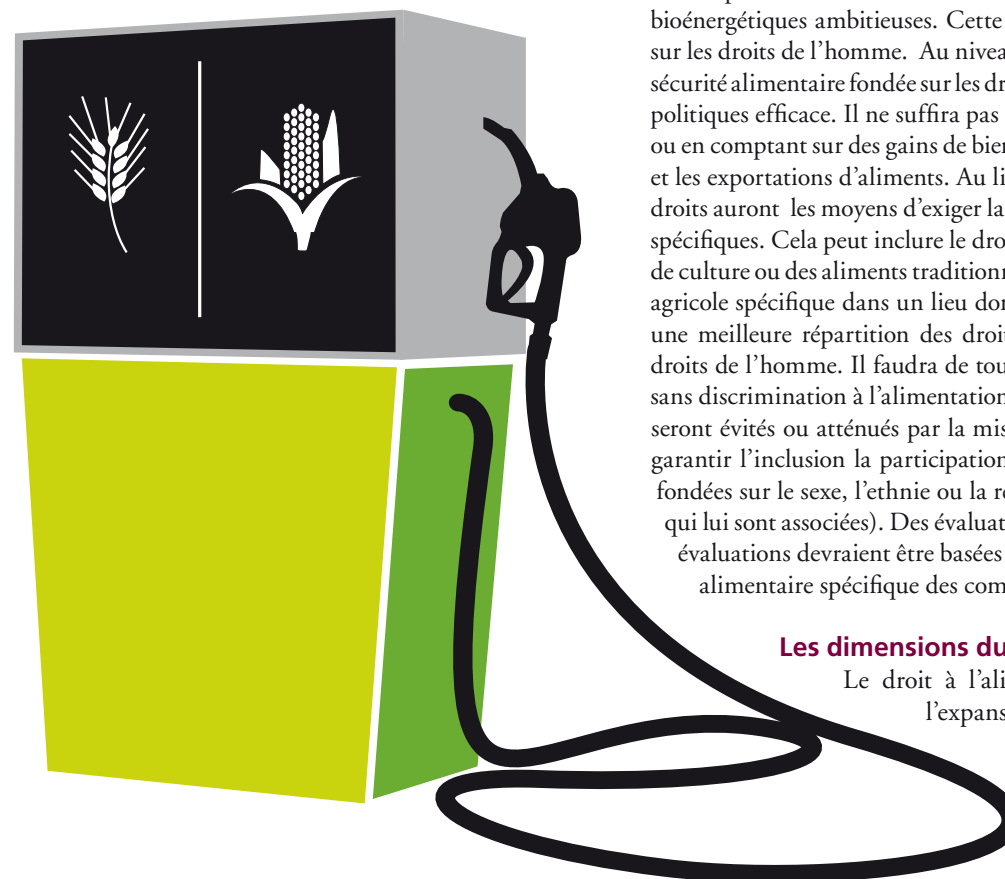 bioénergétiques ambitieuses. Cette
sur les droits de l’homme. Au nivea
sécurité alimentaire fondée sur les dr
politiques efficace. Il ne suffira pas
ou en comptant sur des gains de bien
et les exportations d’aliments. Au li
droits auront les moyens d’exiger la
spécifiques. Cela peut inclure le dro
de culture ou des aliments traditionn
agricole spécifique dans un lieu don
une meilleure répartition des droit
droits de l’homme. Il faudra de tou
sans discrimination à l’alimentation
seront évités ou atténués par la mis
garantir l’inclusion la participation
fondées sur le sexe, l’ethnie ou la re
qui lui sont associées). Des évaluat
évaluations devraient être basées
alimentaire spécifique des com
Les dimensions du
Le droit à l’ali
l'expans